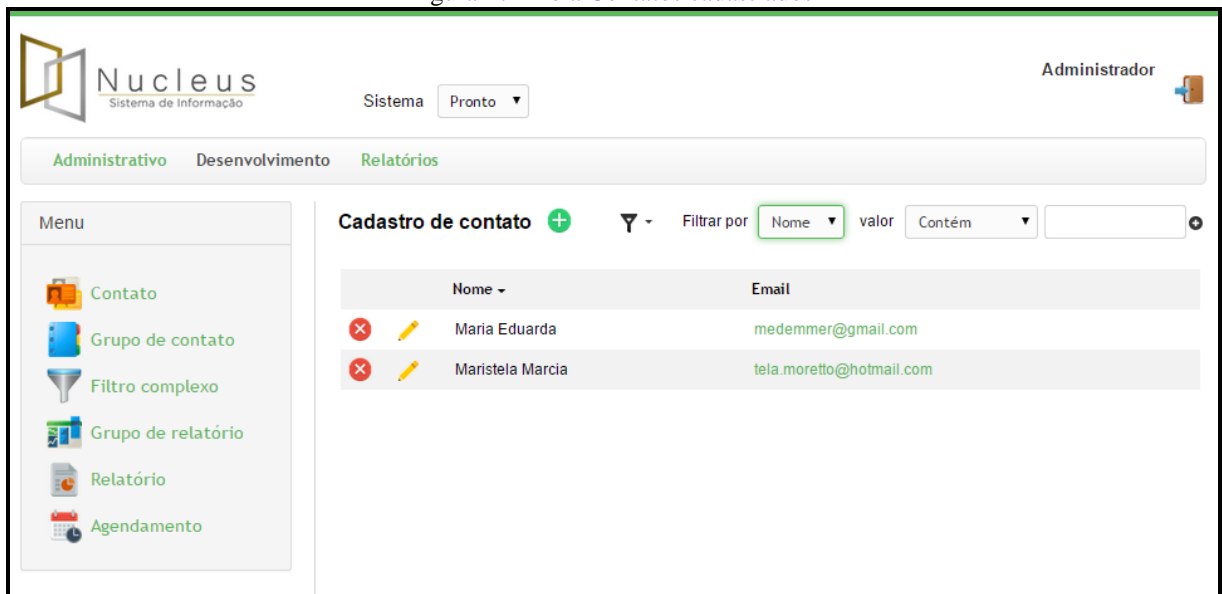 Contatos cadastrados
Nucleus
Sistema de Informação
Sistema Pronto
Administrador
Administrativo Desenvolvimento Relatórios
Menu
Contato
Grupo de contato
Filtro complexo
Grupo de relatório
Relatório
Agendamento
Cadastro de contato Filtrar por Nome valor Contém
Nome Email
Maria Eduarda medemmer@gmail.com
Maristela Marcia tela.moretto@hotmail.com